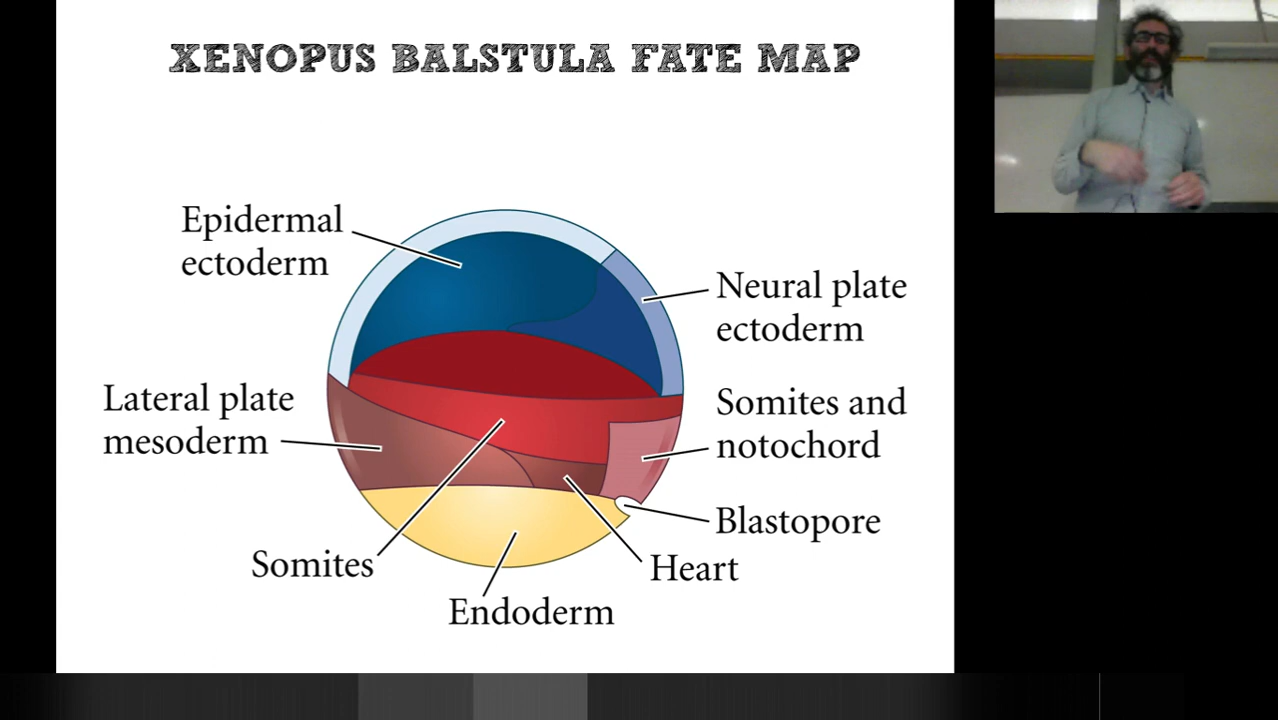 XENOPUS BALSTULA FATE MAP
Epidermal
ectoderm
Neural plate
ectoderm
Lateral plate
mesoderm
Somites and
notochord
Blastopore
Somites
Heart
Endoderm